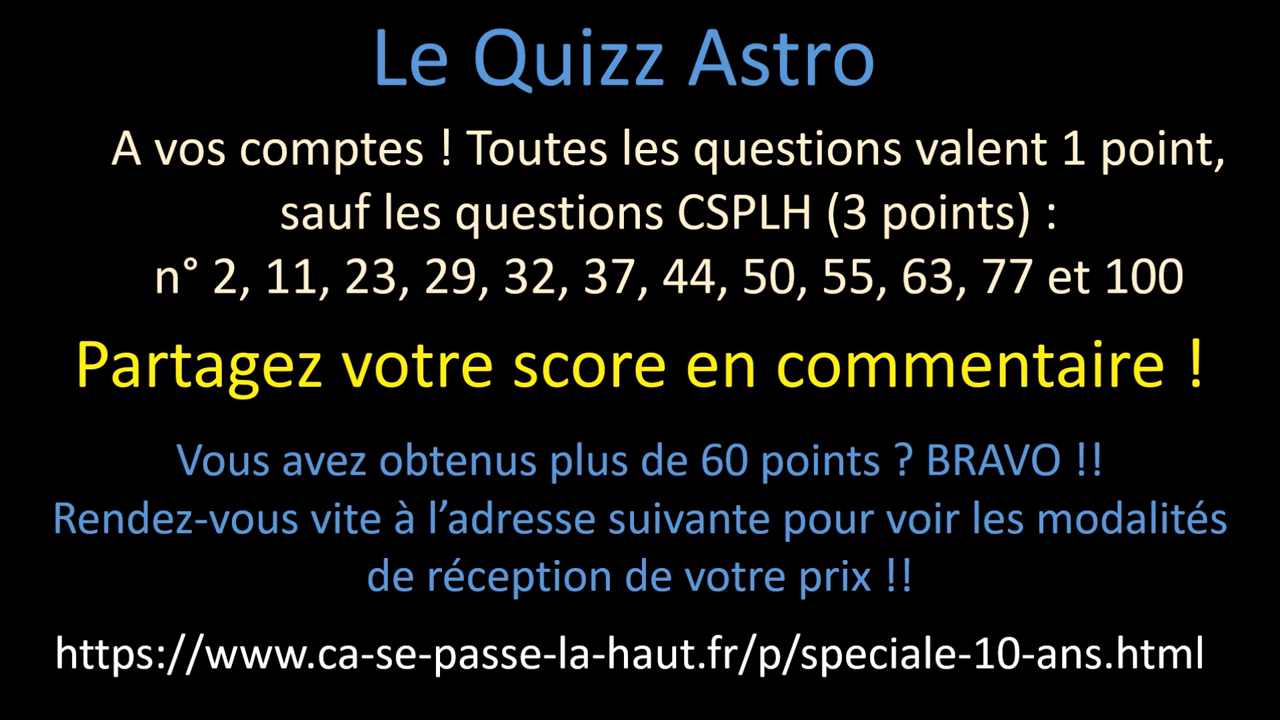 Le Quizz Astro
A vos comptes ! Toutes les questions valent 1 point,
sauf les questions CSPLH (3 points) :
n° 2, 11, 23, 29, 32, 37, 44, 50, 55, 63, 77 et 100
Partagez votre score en commentaire !
Vous avez obtenus plus de 60 points ? BRAVO !!
Rendez-vous vite à l’adresse suivante pour voir les modalités
de réception de votre prix !!
https://www.ca-se-passe-la-haut.fr/p/speciale-10-ans.html